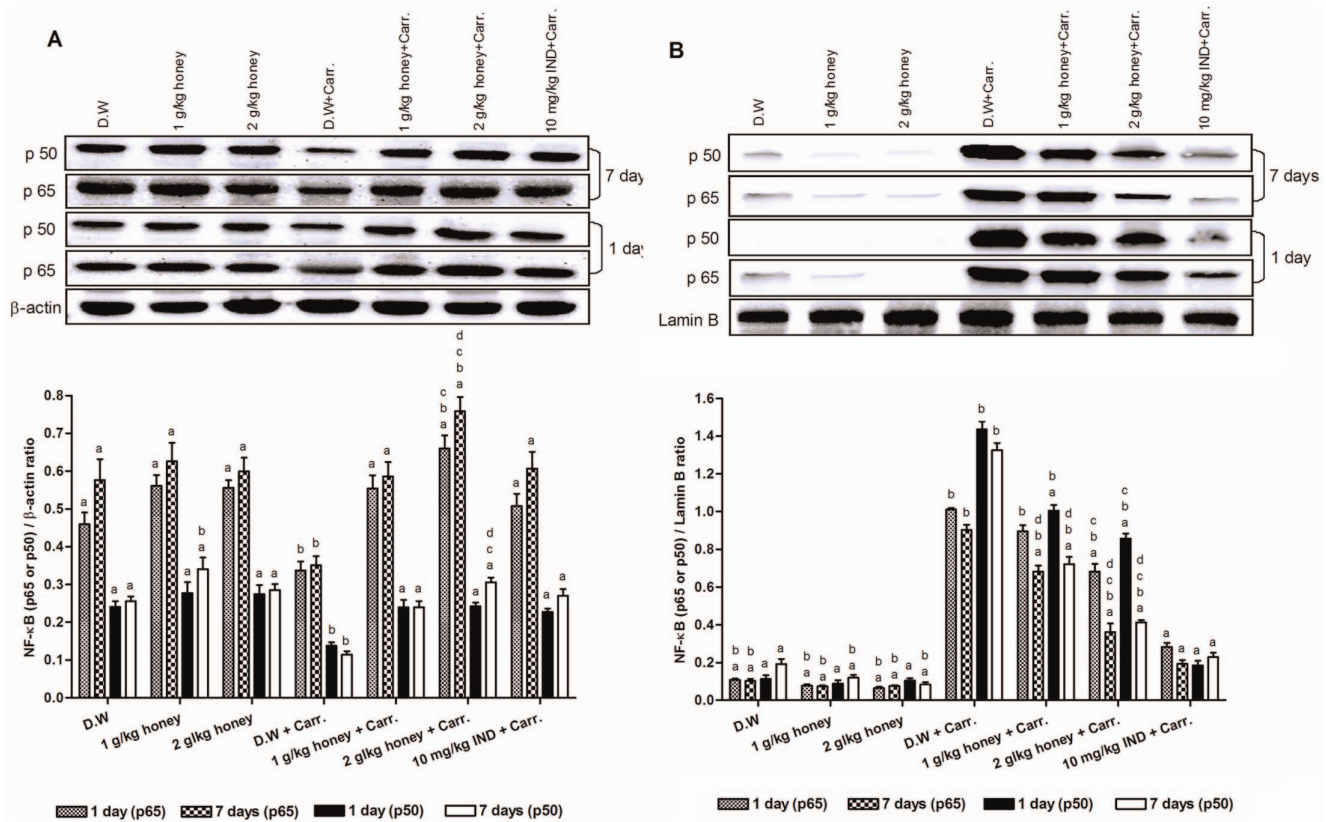 A
D.W
1 g/kg honey
2 g/kg honey
D.W+Carr.
1 g/kg honey+Carr.
2 g/kg honey+Carr.
10 mg/kg IND+Carr.
p 50
p 65
7 day
p 50
p 65
1 day
β-actin
NF-κB (p65 or p50) / β-actin ratio
0.8
0.7
0.6
0.5
0.4
0.3
0.2
0.1
0.0
a a a a
a a a b a
a a a a
b b b b
a a a a
c b a d c b a a d c a
a a a a
D.W
1 g/kg honey
2 glkg honey
D.W + Carr.
1 g/kg honey + Carr.
2 glkg honey + Carr.
10 mg/kg IND + Carr.
1 day (p65) 7 days (p65) 1 day (p50) 7 days (p50)
B
D.W
1 g/kg honey
2 g/kg honey
D.W+Carr.
1 g/kg honey+Carr.
2 g/kg honey+Carr.
10 mg/kg IND+Carr.
p 50
p 65
7 days
p 50
p 65
1 day
Lamin B
NF-κB (p65 or p50) / Lamin B ratio
1.6
1.4
1.2
1.0
0.8
0.6
0.4
0.2
0.0
b a b a a a
b a b a a b a
b a b a a b a
b b b b
b d b a b a d b a
c b d c b a c b a d c b a
a a a a
D.W
1 g/kg honey
2 glkg honey
D.W + Carr.
1 g/kg honey + Carr.
2 glkg honey + Carr.
10 mg/kg IND + Carr.
1 day (p65) 7 days (p65) 1 day (p50) 7 days (p50)